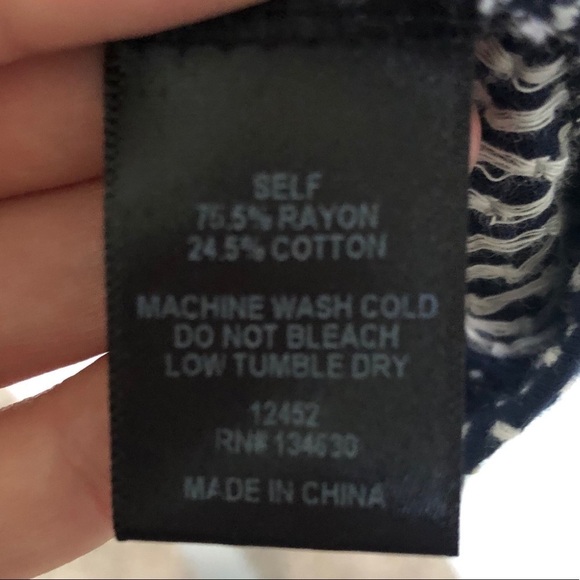 SELF
75.5% RAYON
24.5% COTTON
MACHINE WASH COLD
DO NOT BLEACH
LOW TUMBLE DRY
12452
RN# 134630
MADE IN CHINA